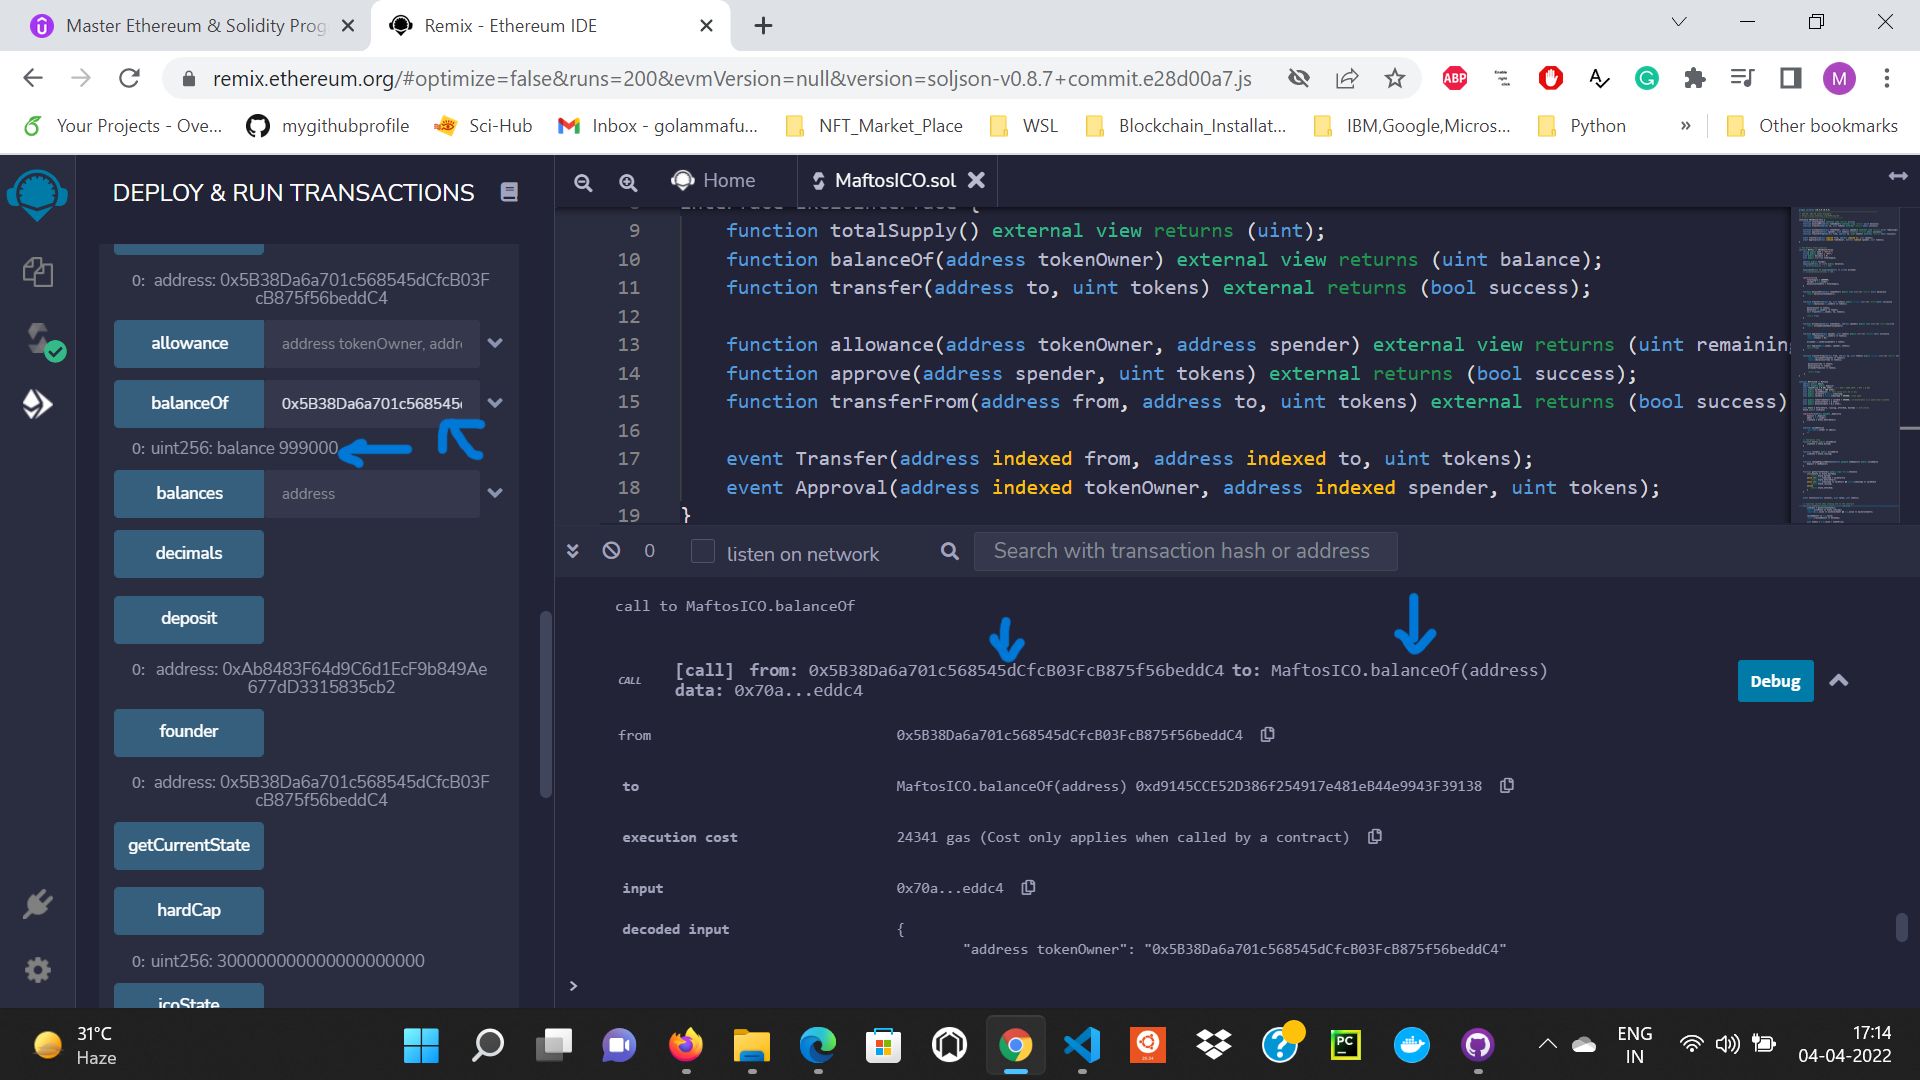 Master Ethereum & Solidity Prog
Remix - Ethereum IDE
remix.ethereum.org/#optimize=false&runs=200&evmVersion=null&version=soljson-v0.8.7+commit.e28d00a7.js
ABP
M
Your Projects - Ove...
mygithubprofile
Sci-Hub
Inbox - golammafu...
NFT_Market_Place
WSL
Blockchain_Installat...
IBM,Google,Micros...
Python
»
Other bookmarks
DEPLOY & RUN TRANSACTIONS
0: address: 0x5B38Da6a701c568545dCfcB03F
cB875f56beddC4
allowance
address tokenOwner, addre
balanceOf
0x5B38Da6a701c568545
0: uint256: balance 999000
balances
address
decimals
deposit
0: address: 0xAb8483F64d9C6d1EcF9b849Ae
677dD3315835cb2
founder
0: address: 0x5B38Da6a701c568545dCfcB03F
cB875f56beddC4
getCurrentState
hardCap
0: uint256: 300000000000000000000
icoState
Home
MaftosICO.sol
9 function totalSupply() external view returns (uint);
10 function balanceOf(address tokenOwner) external view returns (uint balance);
11 function transfer(address to, uint tokens) external returns (bool success);
12
13 function allowance(address tokenOwner, address spender) external view returns (uint remaining
14 function approve(address spender, uint tokens) external returns (bool success);
15 function transferFrom(address from, address to, uint tokens) external returns (bool success)
16
17 event Transfer(address indexed from, address indexed to, uint tokens);
18 event Approval(address indexed tokenOwner, address indexed spender, uint tokens);
19 }
0
listen on network
Search with transaction hash or address
call to MaftosICO.balanceOf
CALL
[call] from: 0x5B38Da6a701c568545dCfcB03FcB875f56beddC4 to: MaftosICO.balanceOf(address)
data: 0x70a...eddc4
Debug
from 0x5B38Da6a701c568545dCfcB03FcB875f56beddC4
to MaftosICO.balanceOf(address) 0xd9145CCE52D386f254917e481eB44e9943F39138
execution cost 24341 gas (Cost only applies when called by a contract)
input 0x70a...eddc4
decoded input {
"address tokenOwner": "0x5B38Da6a701c568545dCfcB03FcB875f56beddC4"
>
31°C
Haze
PC
ENG
IN
17:14
04-04-2022